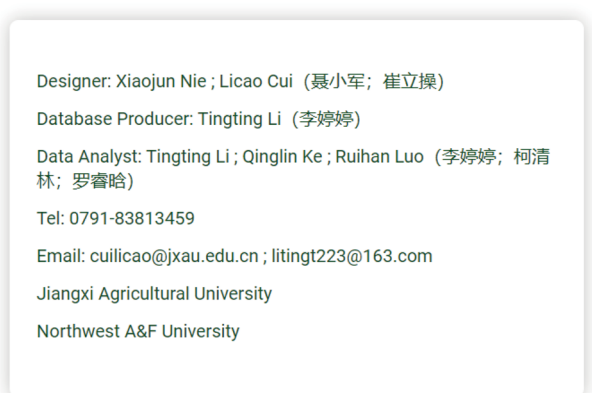 Designer: Xiaojun Nie ; Licao Cui（聂小军；崔立操）
Database Producer: Tingting Li（李婷婷）
Data Analyst: Tingting Li ; Qinglin Ke ; Ruihan Luo（李婷婷；柯清
林；罗睿晗）
Tel: 0791-83813459
Email: cuilicao@jxau.edu.cn ; litingt223@163.com
Jiangxi Agricultural University
Northwest A&F University